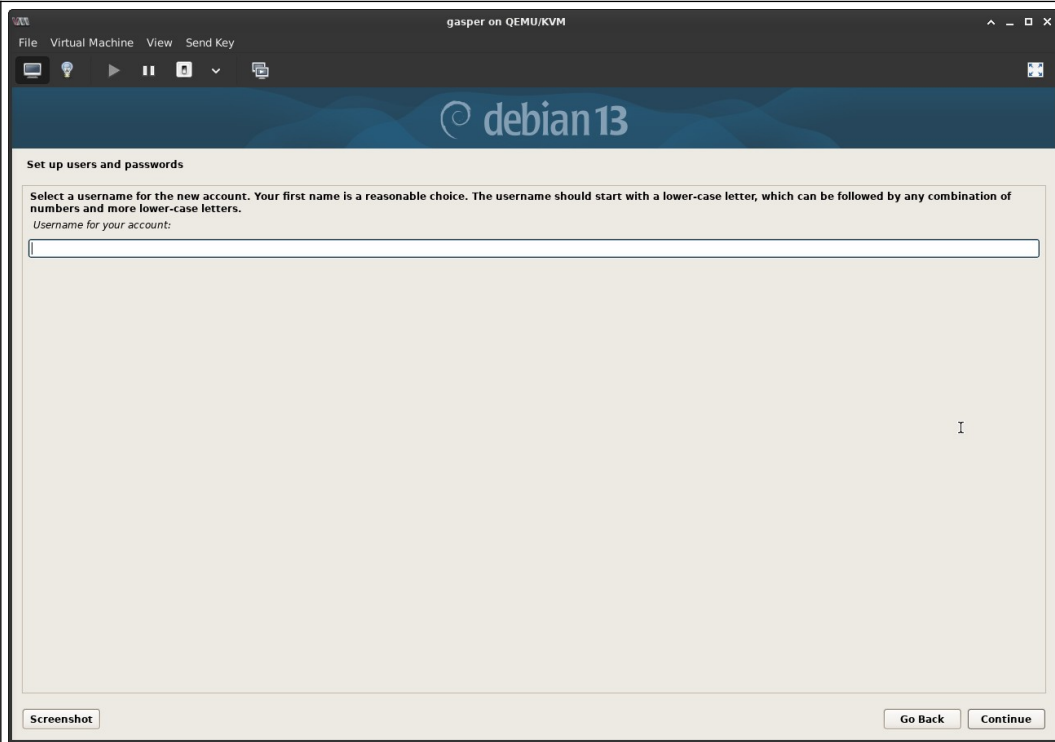 gasper on QEMU/KVM
File Virtual Machine View Send Key
debian 13
Set up users and passwords
Select a username for the new account. Your first name is a reasonable choice. The username should start with a lower-case letter, which can be followed by any combination of
numbers and more lower-case letters.
Username for your account:
Screenshot
Go Back Continue